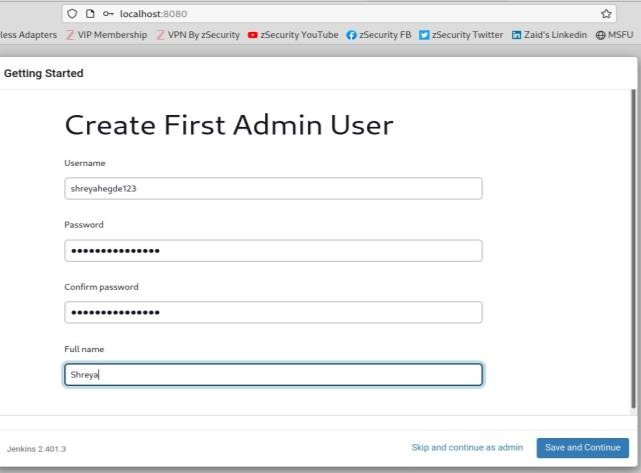 localhost:8080
less Adapters VIP Membership VPN By zSecurity zSecurity YouTube zSecurity FB zSecurity Twitter Zaid's Linkedin MSFU
Getting Started
Create First Admin User
Username
shreyahegde123
Password
•••••••••••••••
Confirm password
•••••••••••••••
Full name
Shreya
Jenkins 2.401.3 Skip and continue as admin Save and Continue